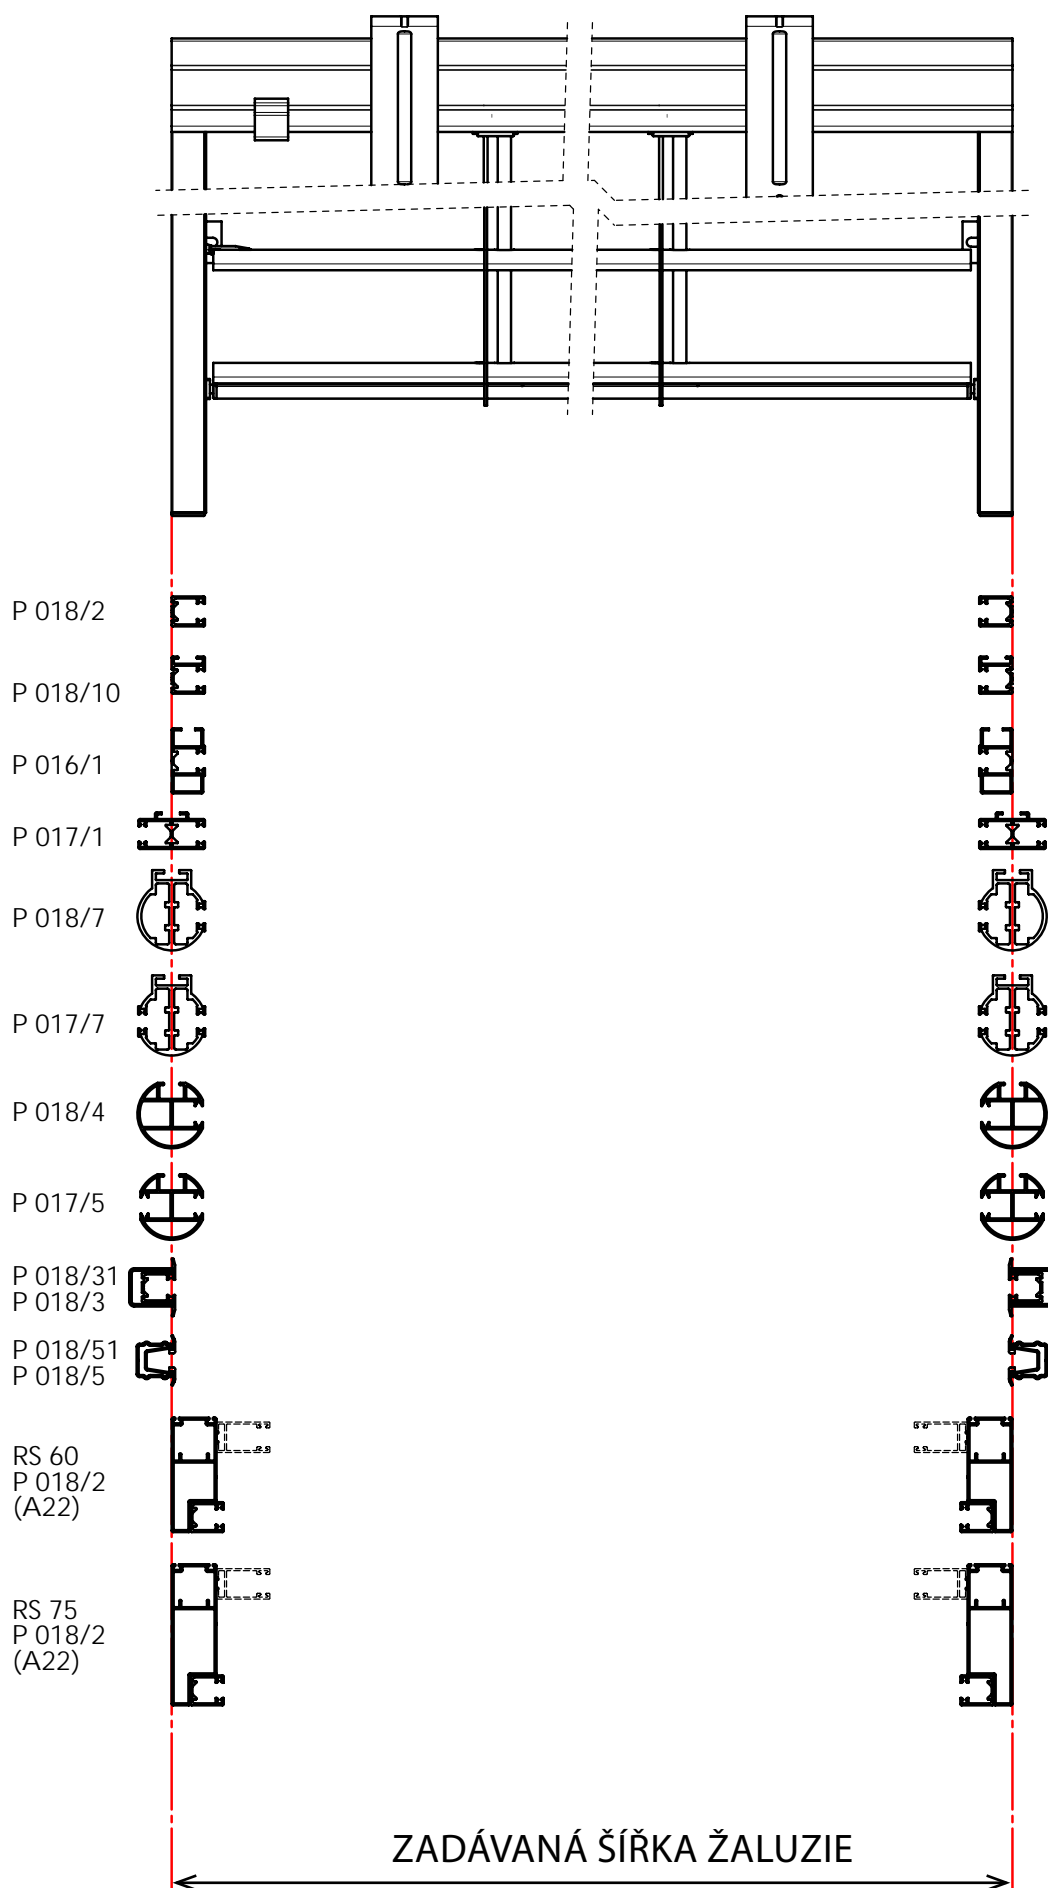 P 018/2
P 018/10
P 016/1
P 017/1
P 018/7
P 017/7
P 018/4
P 017/5
P 018/31
P 018/3
P 018/51
P 018/5
RS 60
P 018/2
(A22)
RS 75
P 018/2
(A22)
ZADÁVANÁ ŠÍŘKA ŽALUZIE